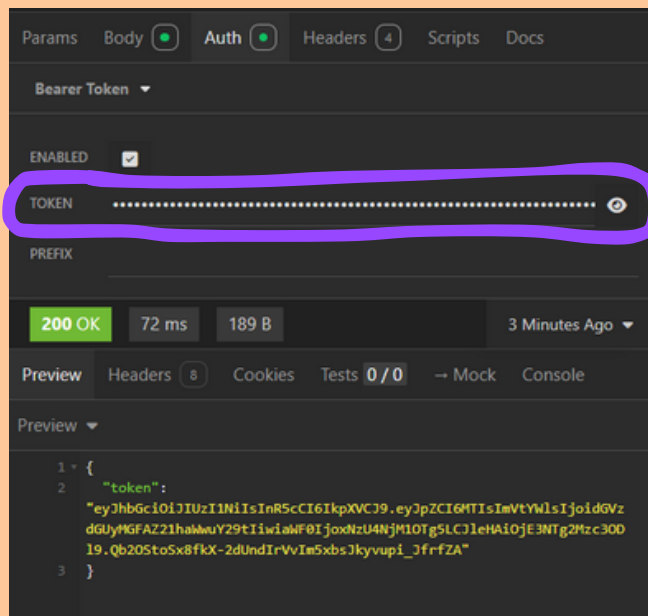 Params Body Auth Headers 4 Scripts Docs
Bearer Token
ENABLED
TOKEN ••••••••••••••••••••••••••••••••••••••••••••••••••••••••••••••••••••••
PREFIX
200 OK 72 ms 189 B 3 Minutes Ago
Preview Headers 8 Cookies Tests 0 / 0 → Mock Console
Preview
1 {
2 "token":
"eyJhbGciOiJIUzI1NiIsInR5cCI6IkpXVCJ9.eyJpZCI6MTIsImVtYWlsIjoidGVz
dGUyMGFAZ21haWwuY29tIiwiaWF0IjoxNzU4NjM1OTg5LCJleHAiOjE3NTg2Mzc3OD
l9.Qb2OStoSx8fkX-2dUndIrVvIm5xbsJkyvupi_JfrfZA"
3 }